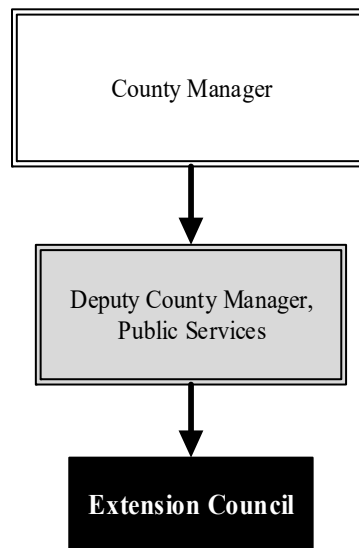 County Manager
Deputy County Manager,
Public Services
Extension Council